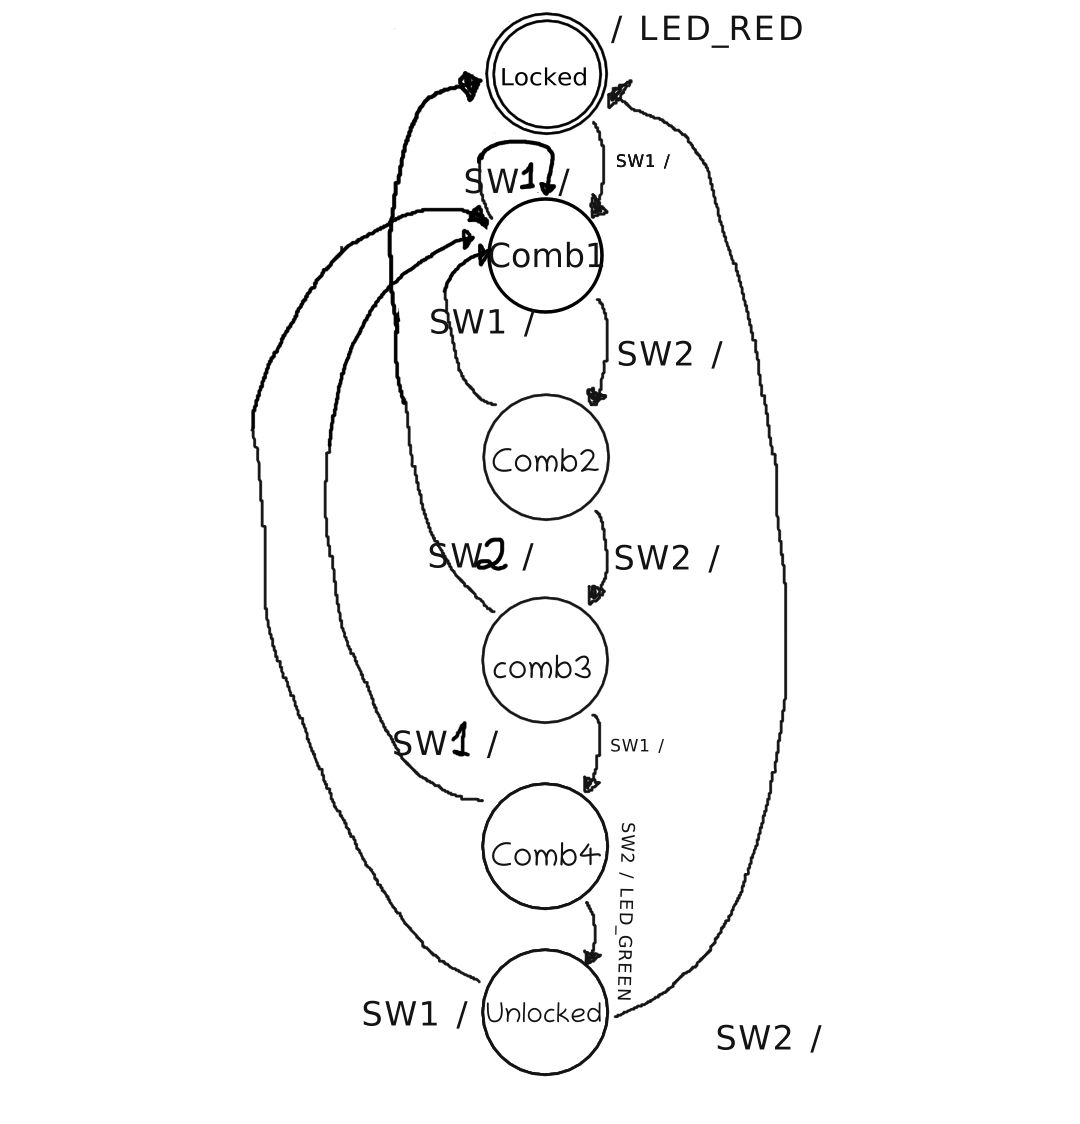 / LED_RED
Locked
SW1 /
SW1 /
Comb1
SW1 /
SW2 /
Comb2
SW2 /
SW2 /
comb3
SW1 /
SW1 /
Comb4
SW2 / LED_GREEN
Unlocked
SW1 /
SW2 /